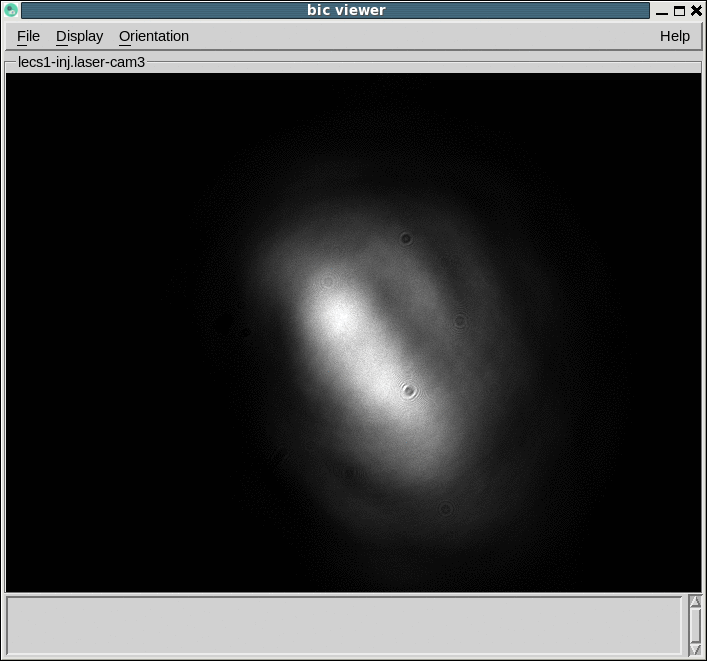 bic viewer
File Display Orientation Help
lecs1-inj.laser-cam3